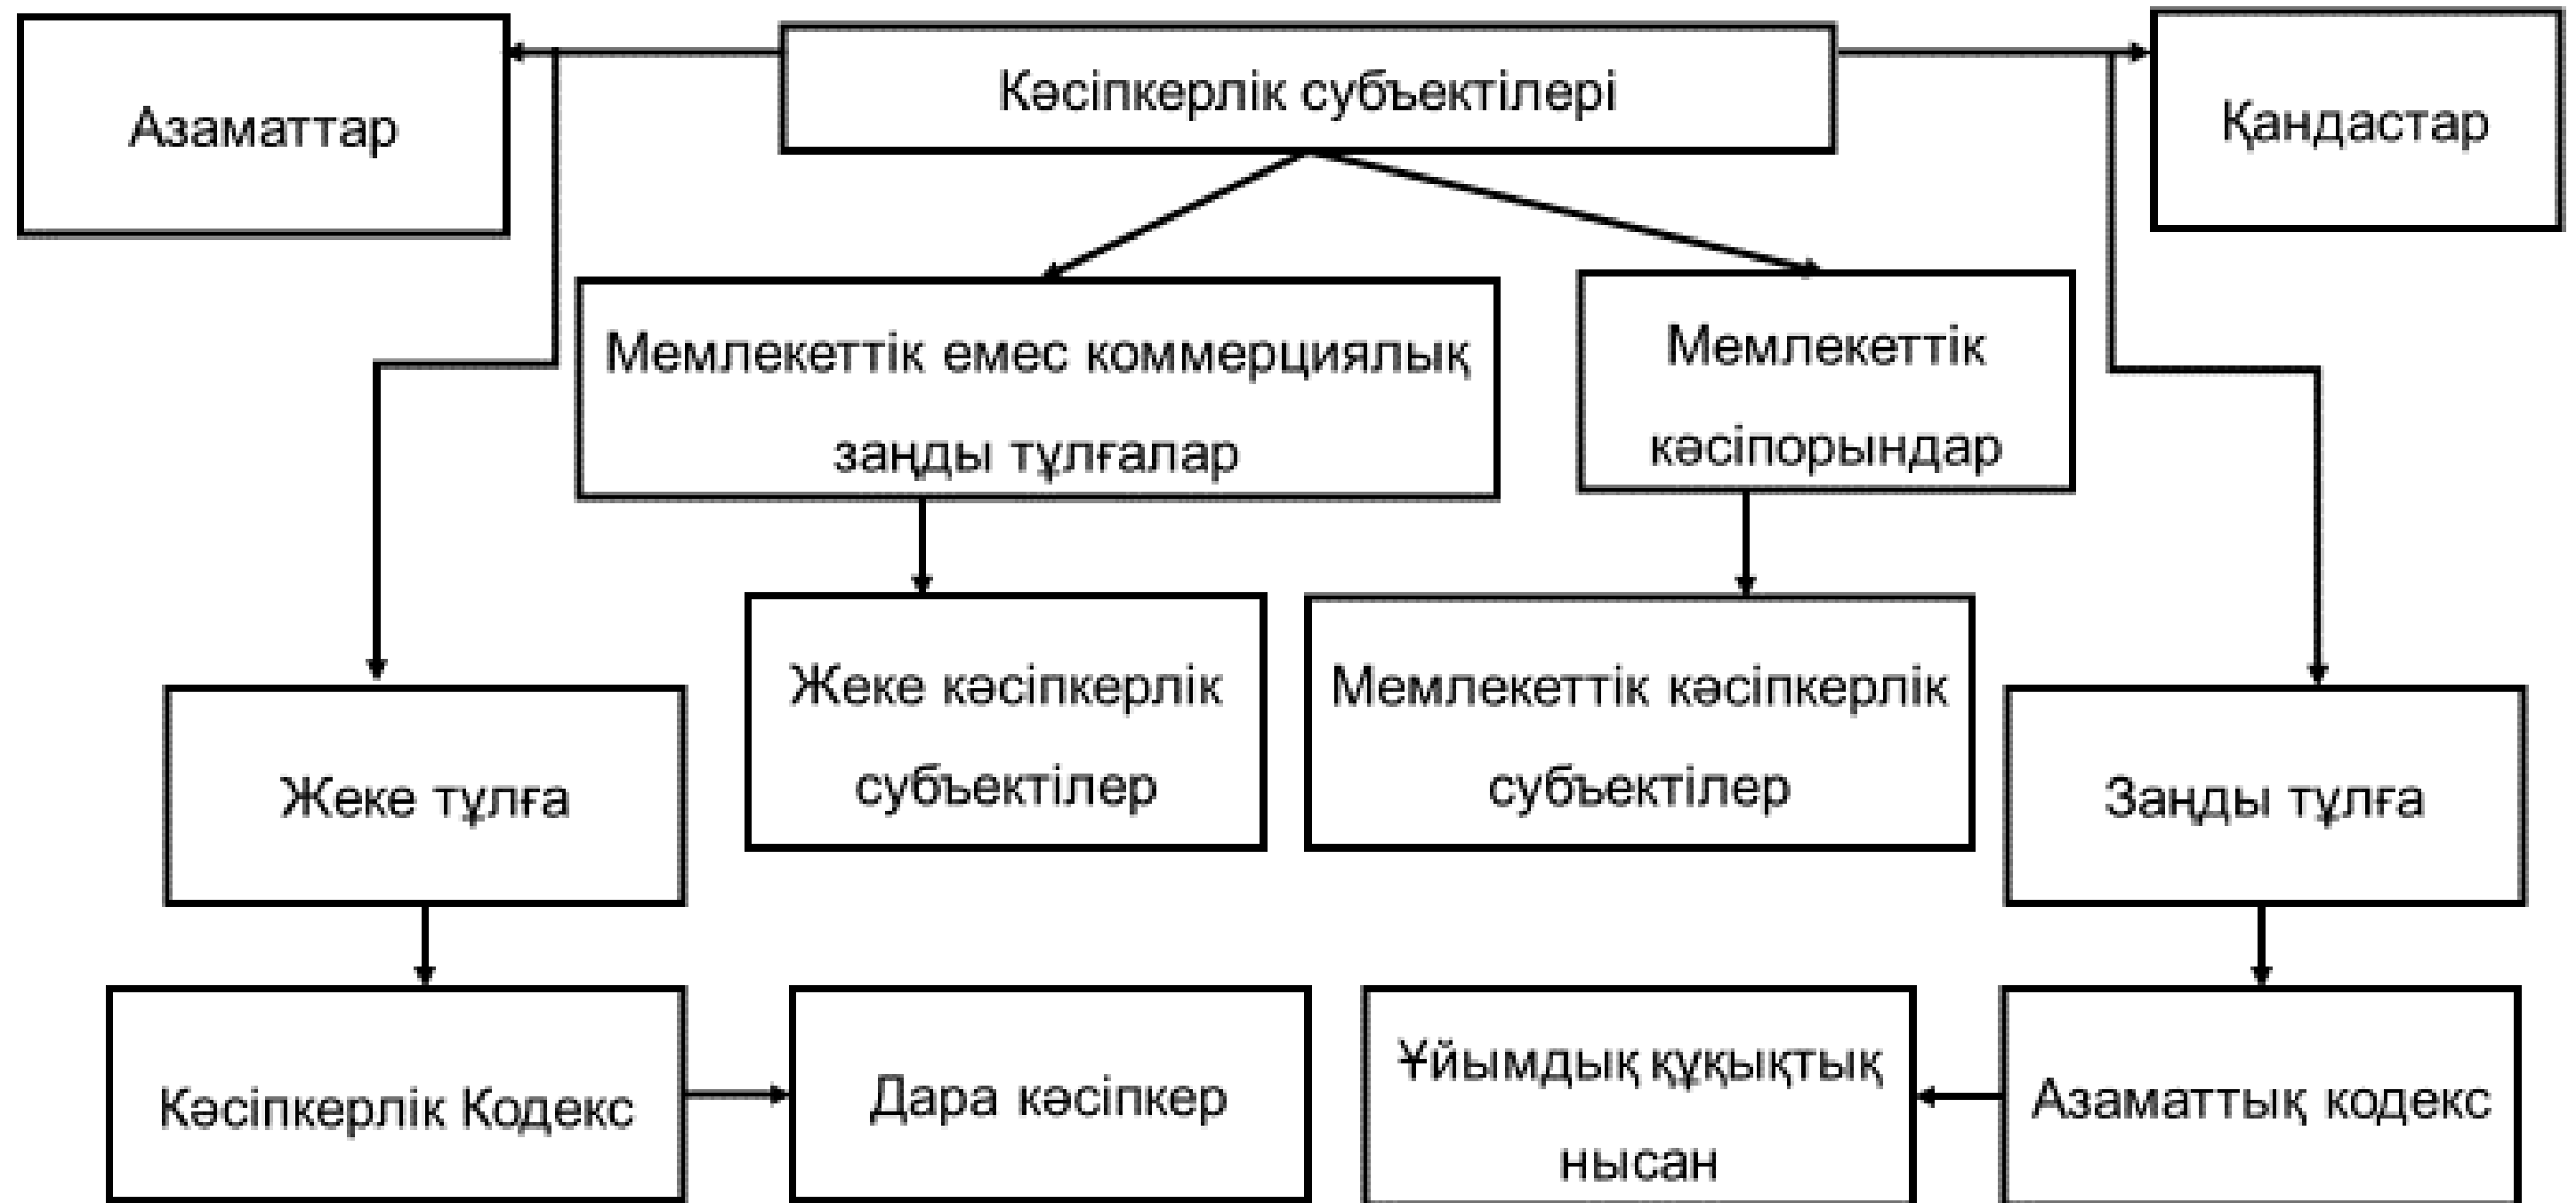 Азаматтар
Кәсіпкерлік субъектілері
Қандастар
Мемлекеттік емес коммерциялық
заңды тұлғалар
Мемлекеттік
кәсіпорындар
Жеке тұлға
Жеке кәсіпкерлік
субъектілер
Мемлекеттік кәсіпкерлік
субъектілер
Заңды тұлға
Кәсіпкерлік Кодекс
Дара кәсіпкер
Ұйымдық құқықтық
нысан
Азаматтық кодекс